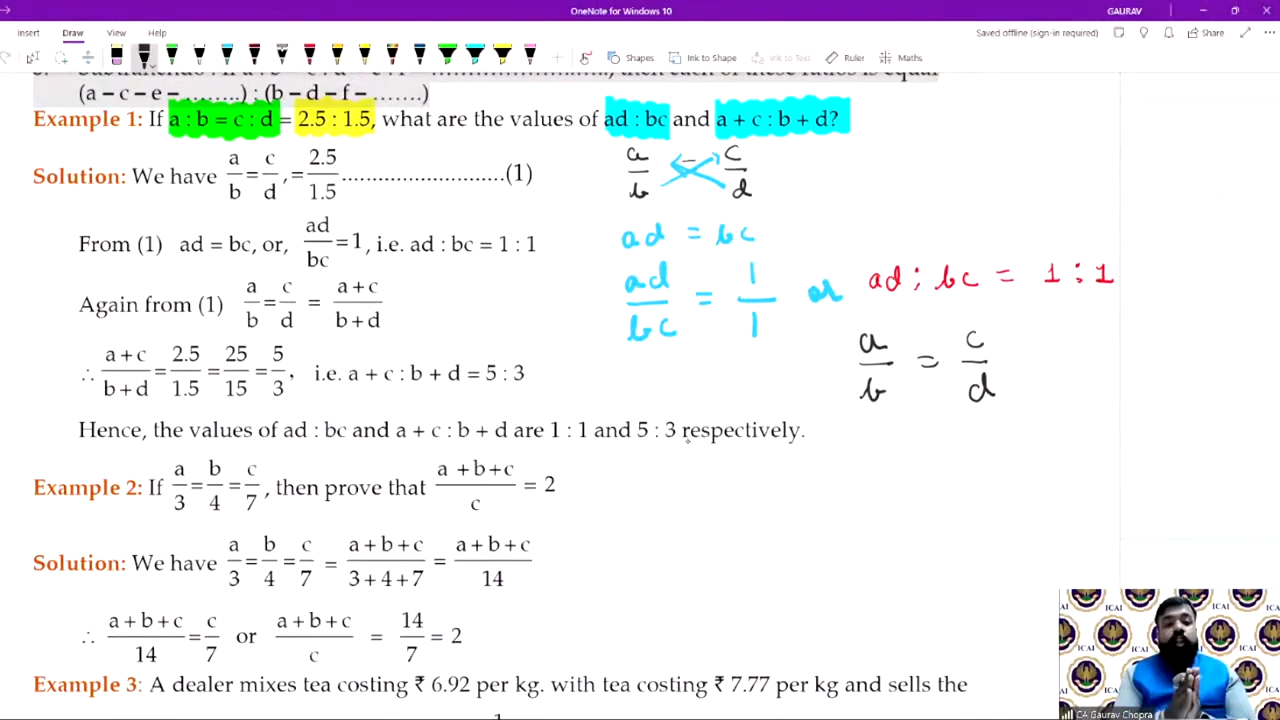 OneNote for Windows 10
GAURAV
Insert Draw View Help
Saved offline (sign-in required) Share
Shapes Ink to Shape Ink to Text Ruler Maths
(a – c – e – ........) : (b – d – f – .......)
Example 1: If a : b = c : d = 2.5 : 1.5, what are the values of ad : bc and a + c : b + d?
Solution: We have a/b = c/d, = 2.5/1.5 ..........................(1)
From (1) ad = bc, or, ad/bc = 1, i.e. ad : bc = 1 : 1
Again from (1) a/b = c/d = a + c/b + d
∴ a + c/b + d = 2.5/1.5 = 25/15 = 5/3, i.e. a + c : b + d = 5 : 3
Hence, the values of ad : bc and a + c : b + d are 1 : 1 and 5 : 3 respectively.
a/b = c/d
ad = bc
ad/bc = 1/1 or ad : bc = 1 : 1
a/b = c/d
Example 2: If a/3 = b/4 = c/7, then prove that a + b + c/c = 2
Solution: We have a/3 = b/4 = c/7 = a + b + c/3 + 4 + 7 = a + b + c/14
∴ a + b + c/14 = c/7 or a + b + c/c = 14/7 = 2
Example 3: A dealer mixes tea costing ₹ 6.92 per kg. with tea costing ₹ 7.77 per kg and sells the
1
ICAI
CA Gaurav Chopra